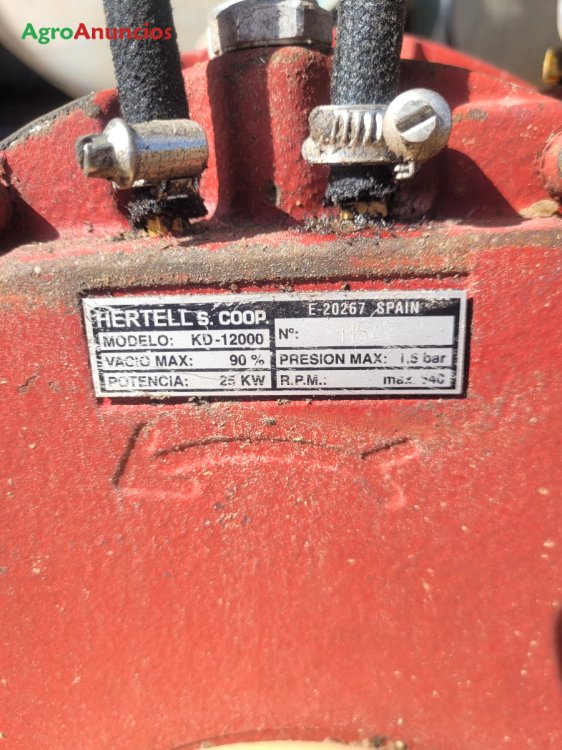 AgroAnuncios
HERTELL S. COOP. E-20267 SPAIN
MODELO: KD-12000 Nº:
VACIO MAX: 90 % PRESION MAX: 1,5 bar
POTENCIA: 25 KW R.P.M.: max. 540